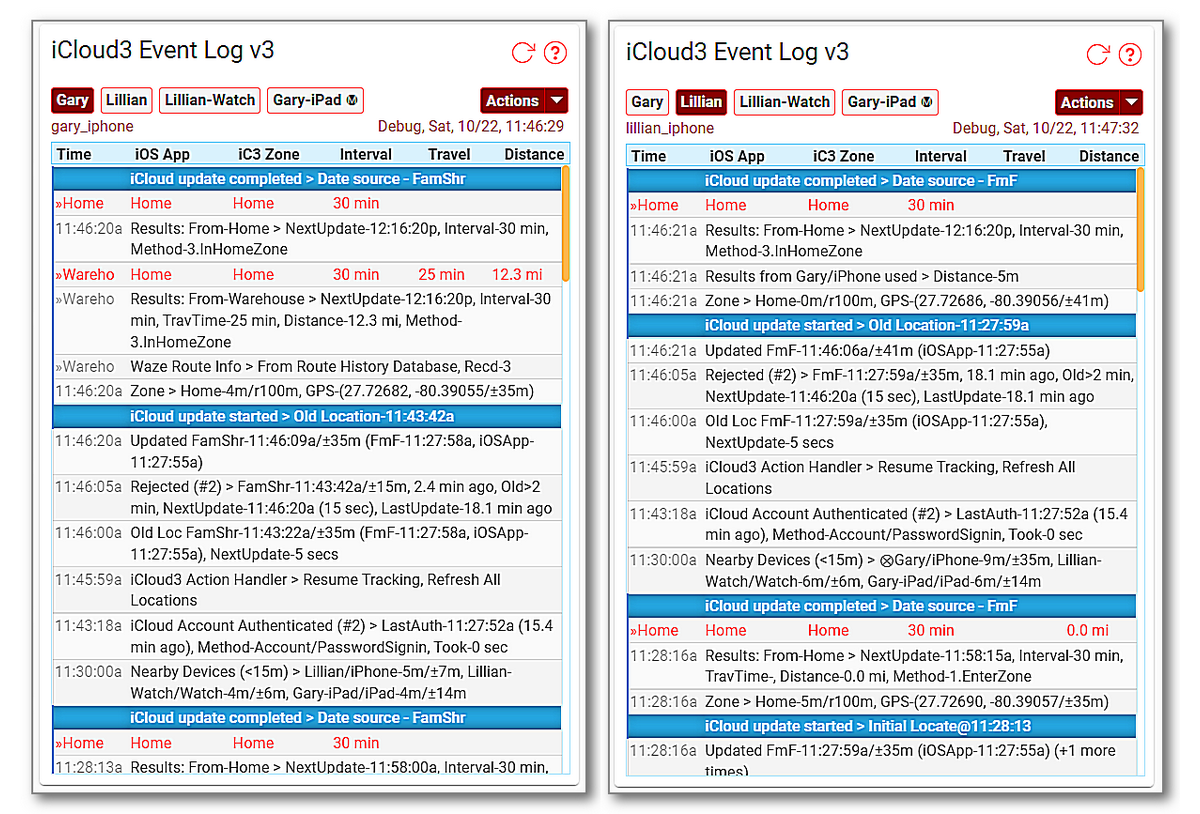 iCloud3 Event Log v3
Gary Lillian Lillian-Watch Gary-iPad Ⓜ Actions
gary_iphone Debug, Sat, 10/22, 11:46:29
Time iOS App iC3 Zone Interval Travel Distance
iCloud update completed > Date source - FamShr
»Home Home Home 30 min
11:46:20a Results: From-Home > NextUpdate-12:16:20p, Interval-30 min,
Method-3.InHomeZone
»Wareho Home Home 30 min 25 min 12.3 mi
»Wareho Results: From-Warehouse > NextUpdate-12:16:20p, Interval-30
min, TravTime-25 min, Distance-12.3 mi, Method-
3.InHomeZone
»Wareho Waze Route Info > From Route History Database, Recd-3
11:46:20a Zone > Home-4m/r100m, GPS-(27.72682, -80.39055/±35m)
iCloud update started > Old Location-11:43:42a
11:46:20a Updated FamShr-11:46:09a/±35m (FmF-11:27:58a, iOSApp-
11:27:55a)
11:46:05a Rejected (#2) > FamShr-11:43:42a/±15m, 2.4 min ago, Old>2
min, NextUpdate-11:46:20a (15 sec), LastUpdate-18.1 min ago
11:46:00a Old Loc FamShr-11:43:22a/±35m (FmF-11:27:58a, iOSApp-
11:27:55a), NextUpdate-5 secs
11:45:59a iCloud3 Action Handler > Resume Tracking, Refresh All
Locations
11:43:18a iCloud Account Authenticated (#2) > LastAuth-11:27:52a (15.4
min ago), Method-Account/PasswordSignin, Took-0 sec
11:30:00a Nearby Devices (<15m) > Lillian/iPhone-5m/±7m, Lillian-
Watch/Watch-4m/±6m, Gary-iPad/iPad-4m/±14m
iCloud update completed > Date source - FamShr
»Home Home Home 30 min
11:28:13a Results: From-Home > NextUpdate-11:58:00a, Interval-30 min,
iCloud3 Event Log v3
Gary Lillian Lillian-Watch Gary-iPad Ⓜ Actions
lillian_iphone Debug, Sat, 10/22, 11:47:32
Time iOS App iC3 Zone Interval Travel Distance
iCloud update completed > Date source - FmF
»Home Home Home 30 min
11:46:21a Results: From-Home > NextUpdate-12:16:20p, Interval-30 min,
Method-3.InHomeZone
11:46:21a Results from Gary/iPhone used > Distance-5m
11:46:21a Zone > Home-0m/r100m, GPS-(27.72686, -80.39056/±41m)
iCloud update started > Old Location-11:27:59a
11:46:21a Updated FmF-11:46:06a/±41m (iOSApp-11:27:55a)
11:46:05a Rejected (#2) > FmF-11:27:59a/±35m, 18.1 min ago, Old>2 min,
NextUpdate-11:46:20a (15 sec), LastUpdate-18.1 min ago
11:46:00a Old Loc FmF-11:27:59a/±35m (iOSApp-11:27:55a),
NextUpdate-5 secs
11:45:59a iCloud3 Action Handler > Resume Tracking, Refresh All
Locations
11:43:18a iCloud Account Authenticated (#2) > LastAuth-11:27:52a (15.4
min ago), Method-Account/PasswordSignin, Took-0 sec
11:30:00a Nearby Devices (<15m) > ⊗Gary/iPhone-9m/±35m, Lillian-
Watch/Watch-6m/±6m, Gary-iPad/iPad-6m/±14m
iCloud update completed > Date source - FmF
»Home Home Home 30 min 0.0 mi
11:28:16a Results: From-Home > NextUpdate-11:58:15a, Interval-30 min,
TravTime-, Distance-0.0 mi, Method-1.EnterZone
11:28:16a Zone > Home-5m/r100m, GPS-(27.72690, -80.39057/±35m)
iCloud update started > Initial Locate@11:28:13
11:28:16a Updated FmF-11:27:59a/±35m (iOSApp-11:27:55a) (+1 more
times)